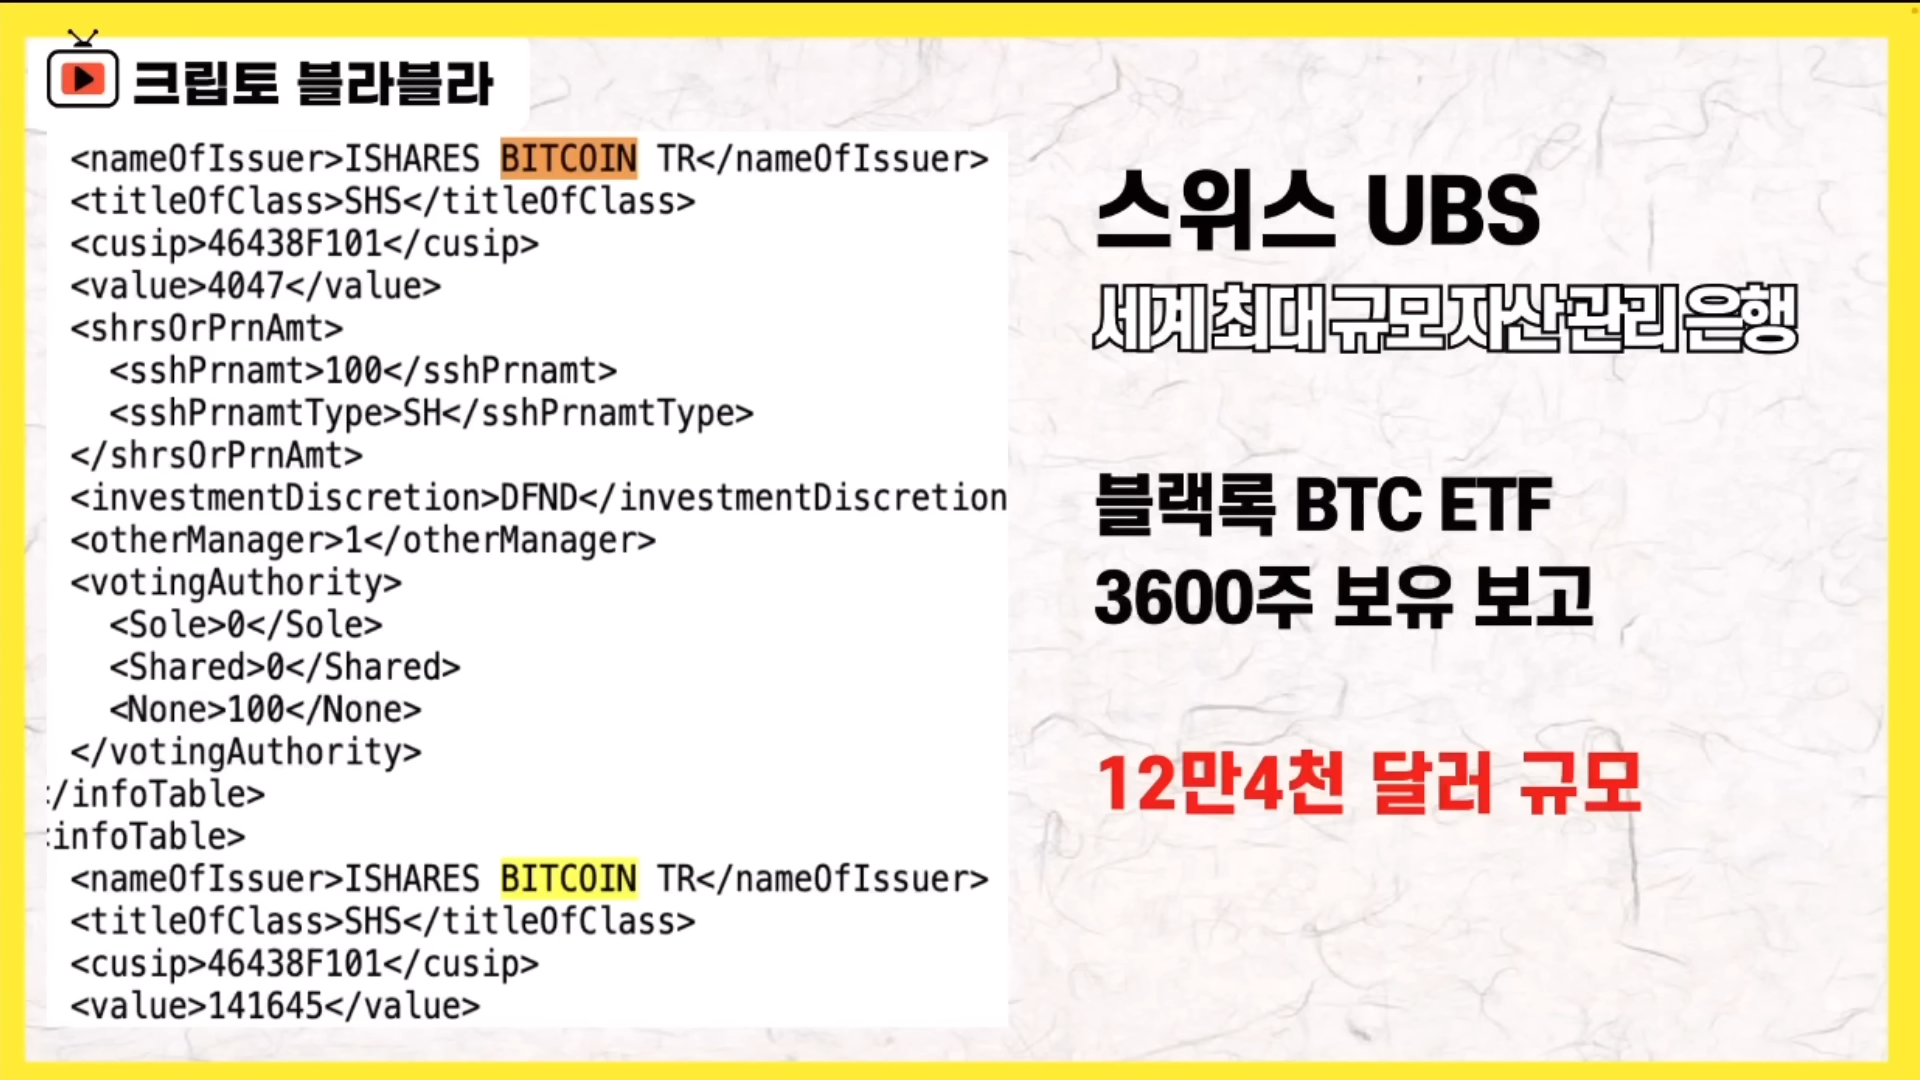 크립토 블라블라
<nameOfIssuer>ISHARES BITCOIN TR</nameOfIssuer>
<titleOfClass>SHS</titleOfClass>
<cusip>46438F101</cusip>
<value>4047</value>
<shrsOrPrnAmt>
<sshPrnamt>100</sshPrnamt>
<sshPrnamtType>SH</sshPrnamtType>
</shrsOrPrnAmt>
<investmentDiscretion>DFND</investmentDiscretion
<otherManager>1</otherManager>
<votingAuthority>
<Sole>0</Sole>
<Shared>0</Shared>
<None>100</None>
</votingAuthority>
/infoTable>
infoTable>
<nameOfIssuer>ISHARES BITCOIN TR</nameOfIssuer>
<titleOfClass>SHS</titleOfClass>
<cusip>46438F101</cusip>
<value>141645</value>
스위스 UBS
세계 최대 규모 자산 관리 은행
블랙록 BTC ETF
3600주 보유 보고
12만4천 달러 규모